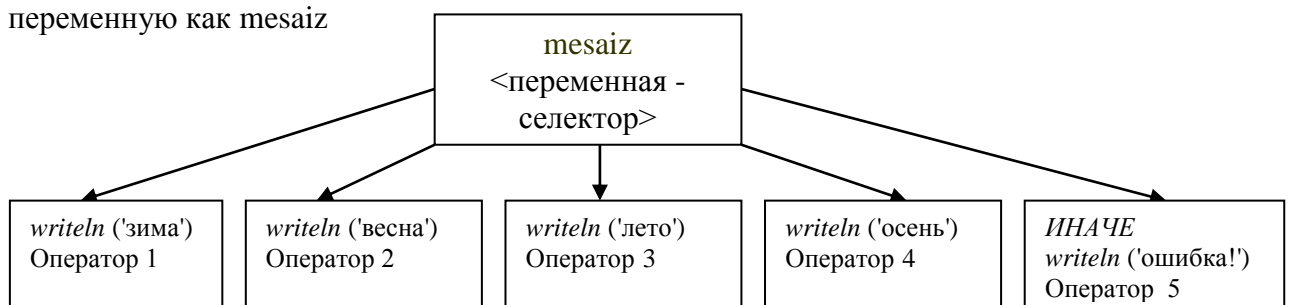 переменную как mesaiz
mesaiz
<переменная -
селектор>
writeln ('зима')
Оператор 1
writeln ('весна')
Оператор 2
writeln ('лето')
Оператор 3
writeln ('осень')
Оператор 4
ИНАЧЕ
writeln ('ошибка!')
Оператор 5